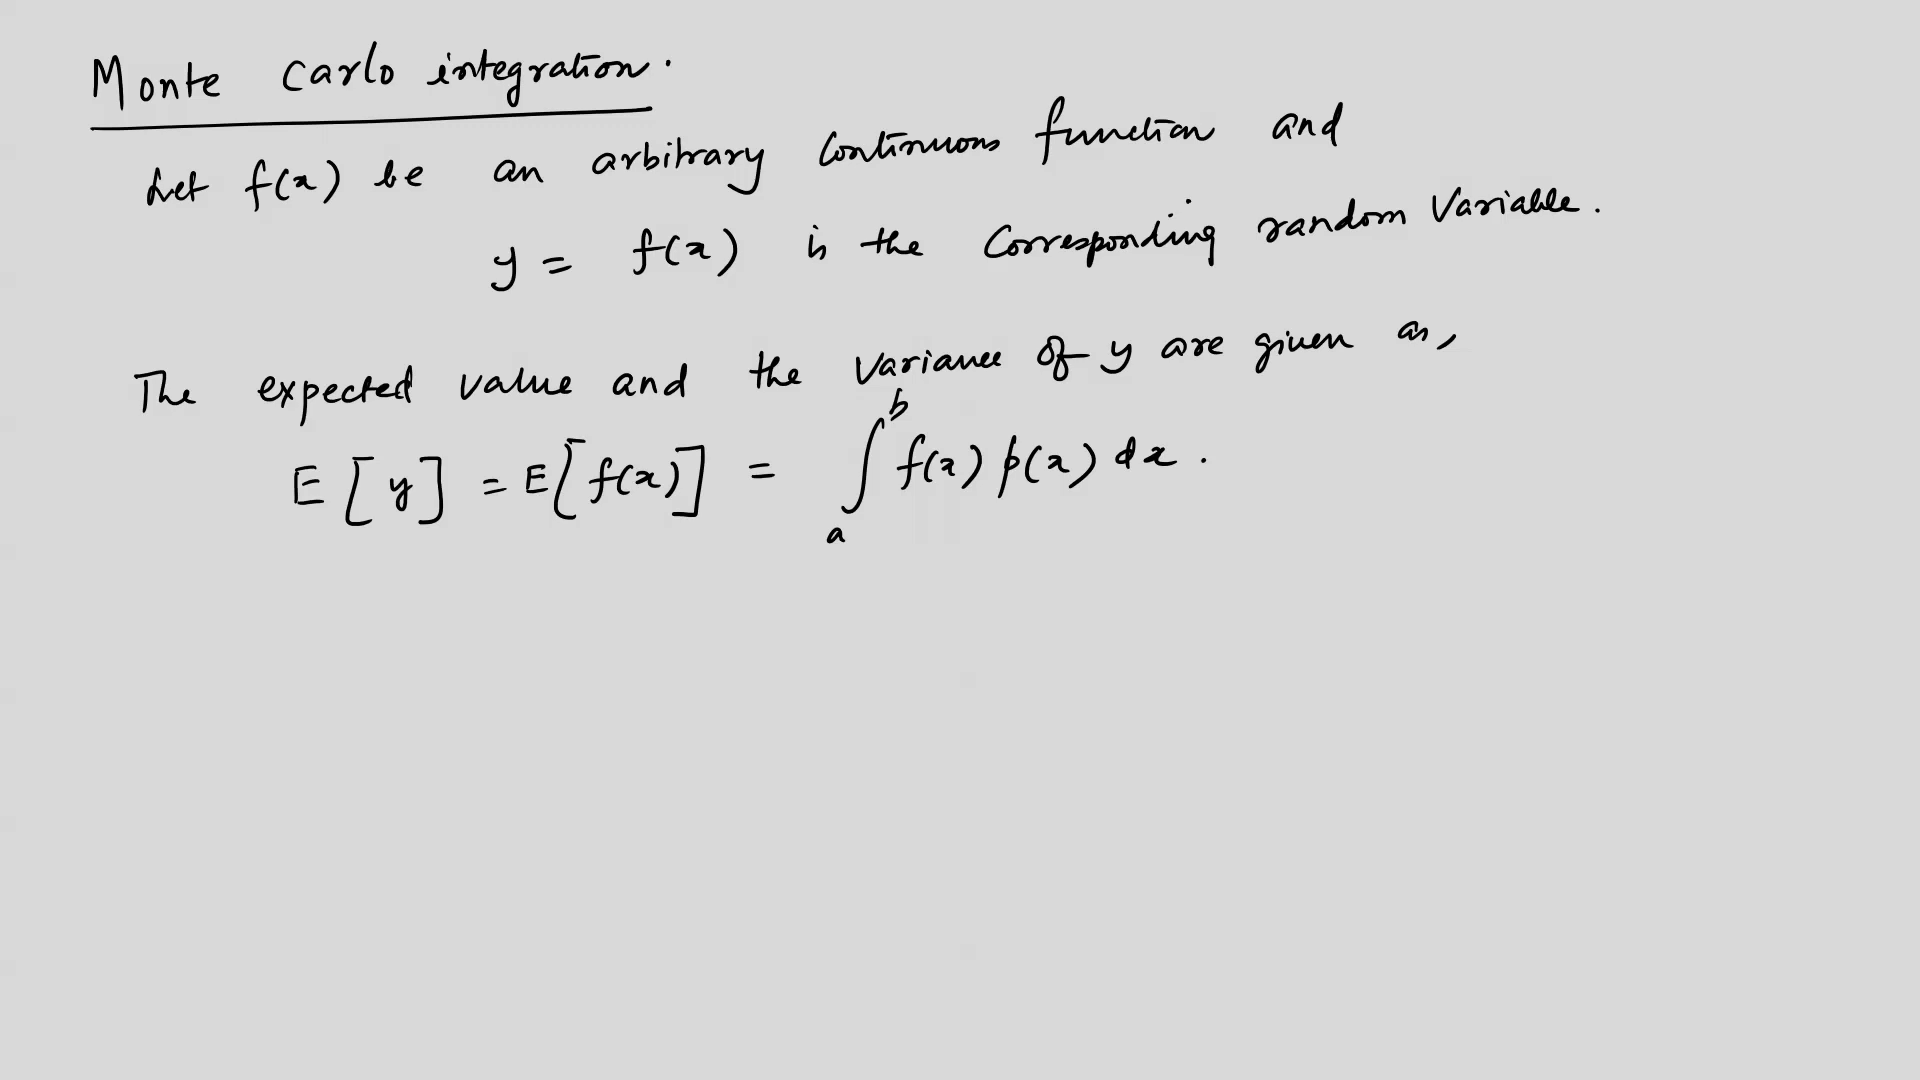 Monte Carlo integration.
Let f(x) be an arbitrary continuous function and
y = f(x) is the corresponding random variable.
The expected value and the variance of y are given as,
E[y] = E[f(x)] = ∫_a^b f(x) p(x) dx.